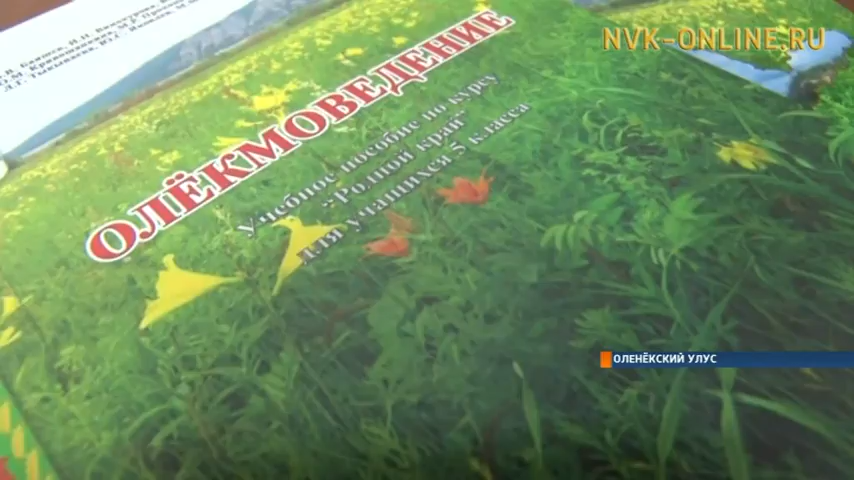 NVK-ONLINE.RU
ОЛЁКМОВЕДЕНИЕ
Учебное пособие по курсу
"Родной край"
для учащихся 5 класса
ОЛЕНЁКСКИЙ УЛУС